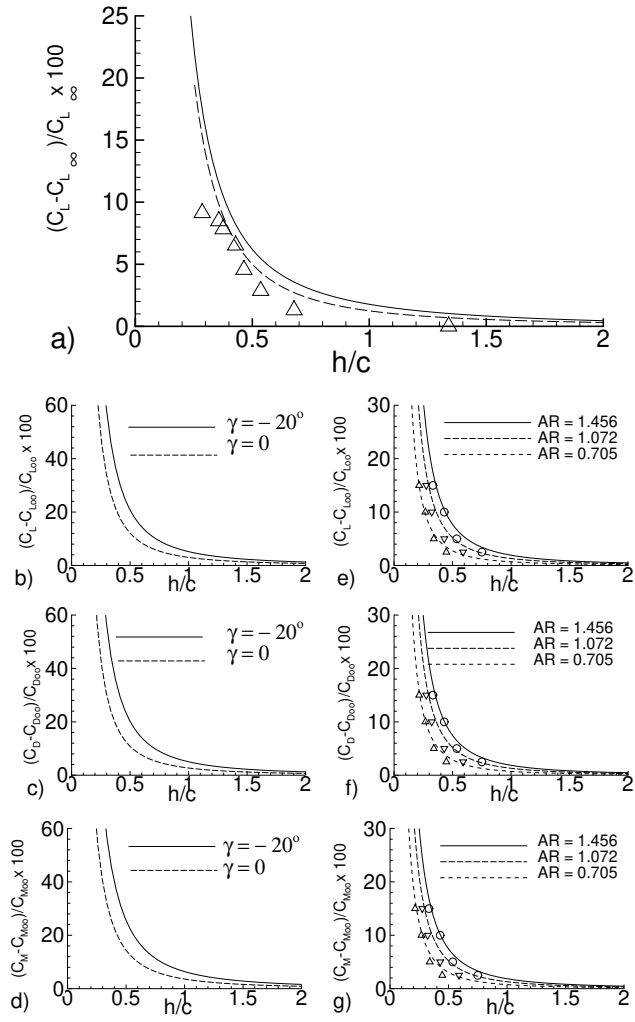 (C_L-C_L∞)/C_L∞ x 100
25
20
15
10
5
0
0 0.5 1 1.5 2
h/c
a)
(C_L-C_Loo)/C_Loo x 100
60
40
20
0
0 0.5 1 1.5 2
h/c
b)
γ = − 20°
γ = 0
(C_L-C_Loo)/C_Loo x 100
30
20
10
0
0 0.5 1 1.5 2
h/c
e)
AR = 1.456
AR = 1.072
AR = 0.705
(C_D-C_Doo)/C_Doo x 100
60
40
20
0
0 0.5 1 1.5 2
h/c
c)
γ = − 20°
γ = 0
(C_D-C_Doo)/C_Doo x 100
30
20
10
0
0 0.5 1 1.5 2
h/c
f)
AR = 1.456
AR = 1.072
AR = 0.705
(C_M-C_Moo)/C_Moo x 100
60
40
20
0
0 0.5 1 1.5 2
h/c
d)
γ = − 20°
γ = 0
(C_M-C_Moo)/C_Moo x 100
30
20
10
0
0 0.5 1 1.5 2
h/c
g)
AR = 1.456
AR = 1.072
AR = 0.705